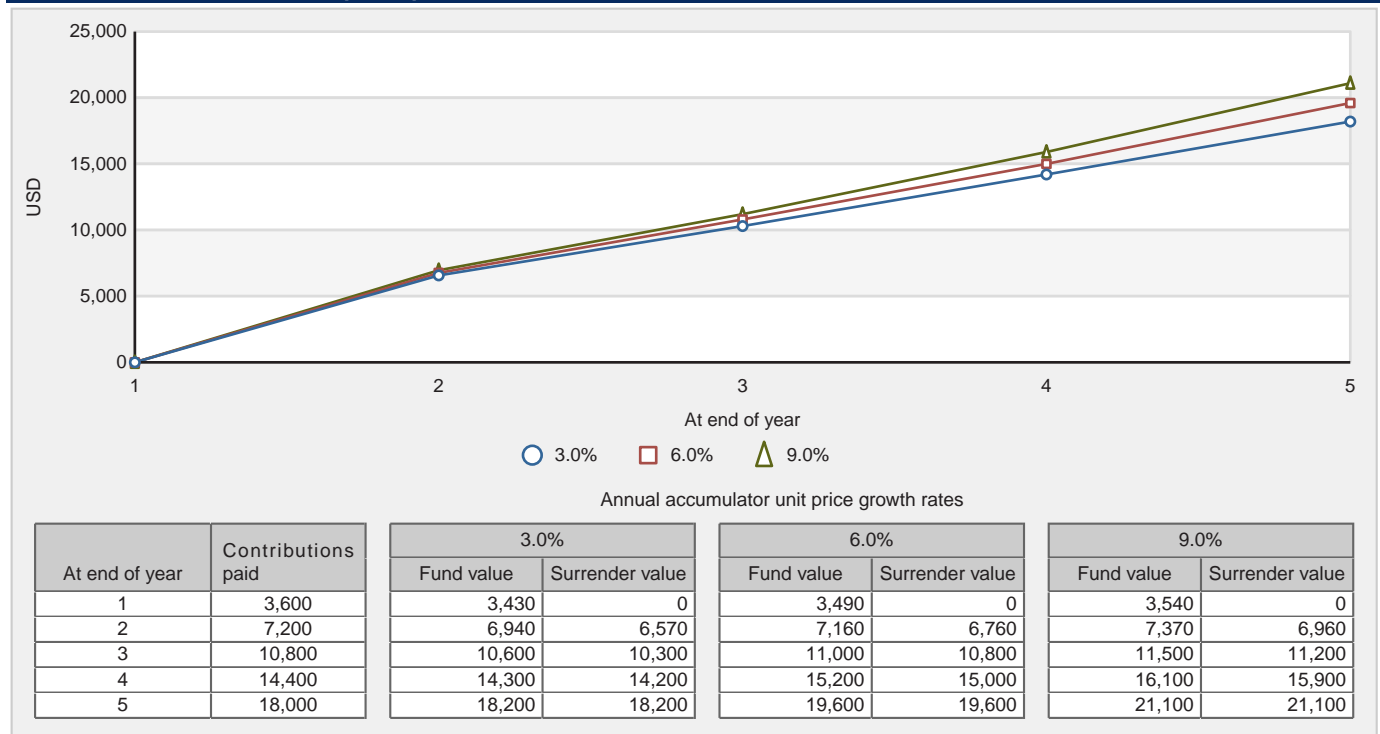 25,000
20,000
15,000
10,000
5,000
0
USD
1 2 3 4 5
At end of year
3.0% 6.0% 9.0%
Annual accumulator unit price growth rates
At end of year Contributions paid 3.0% 6.0% 9.0%
Fund value Surrender value Fund value Surrender value Fund value Surrender value
1 3,600 3,430 0 3,490 0 3,540 0
2 7,200 6,940 6,570 7,160 6,760 7,370 6,960
3 10,800 10,600 10,300 11,000 10,800 11,500 11,200
4 14,400 14,300 14,200 15,200 15,000 16,100 15,900
5 18,000 18,200 18,200 19,600 19,600 21,100 21,100